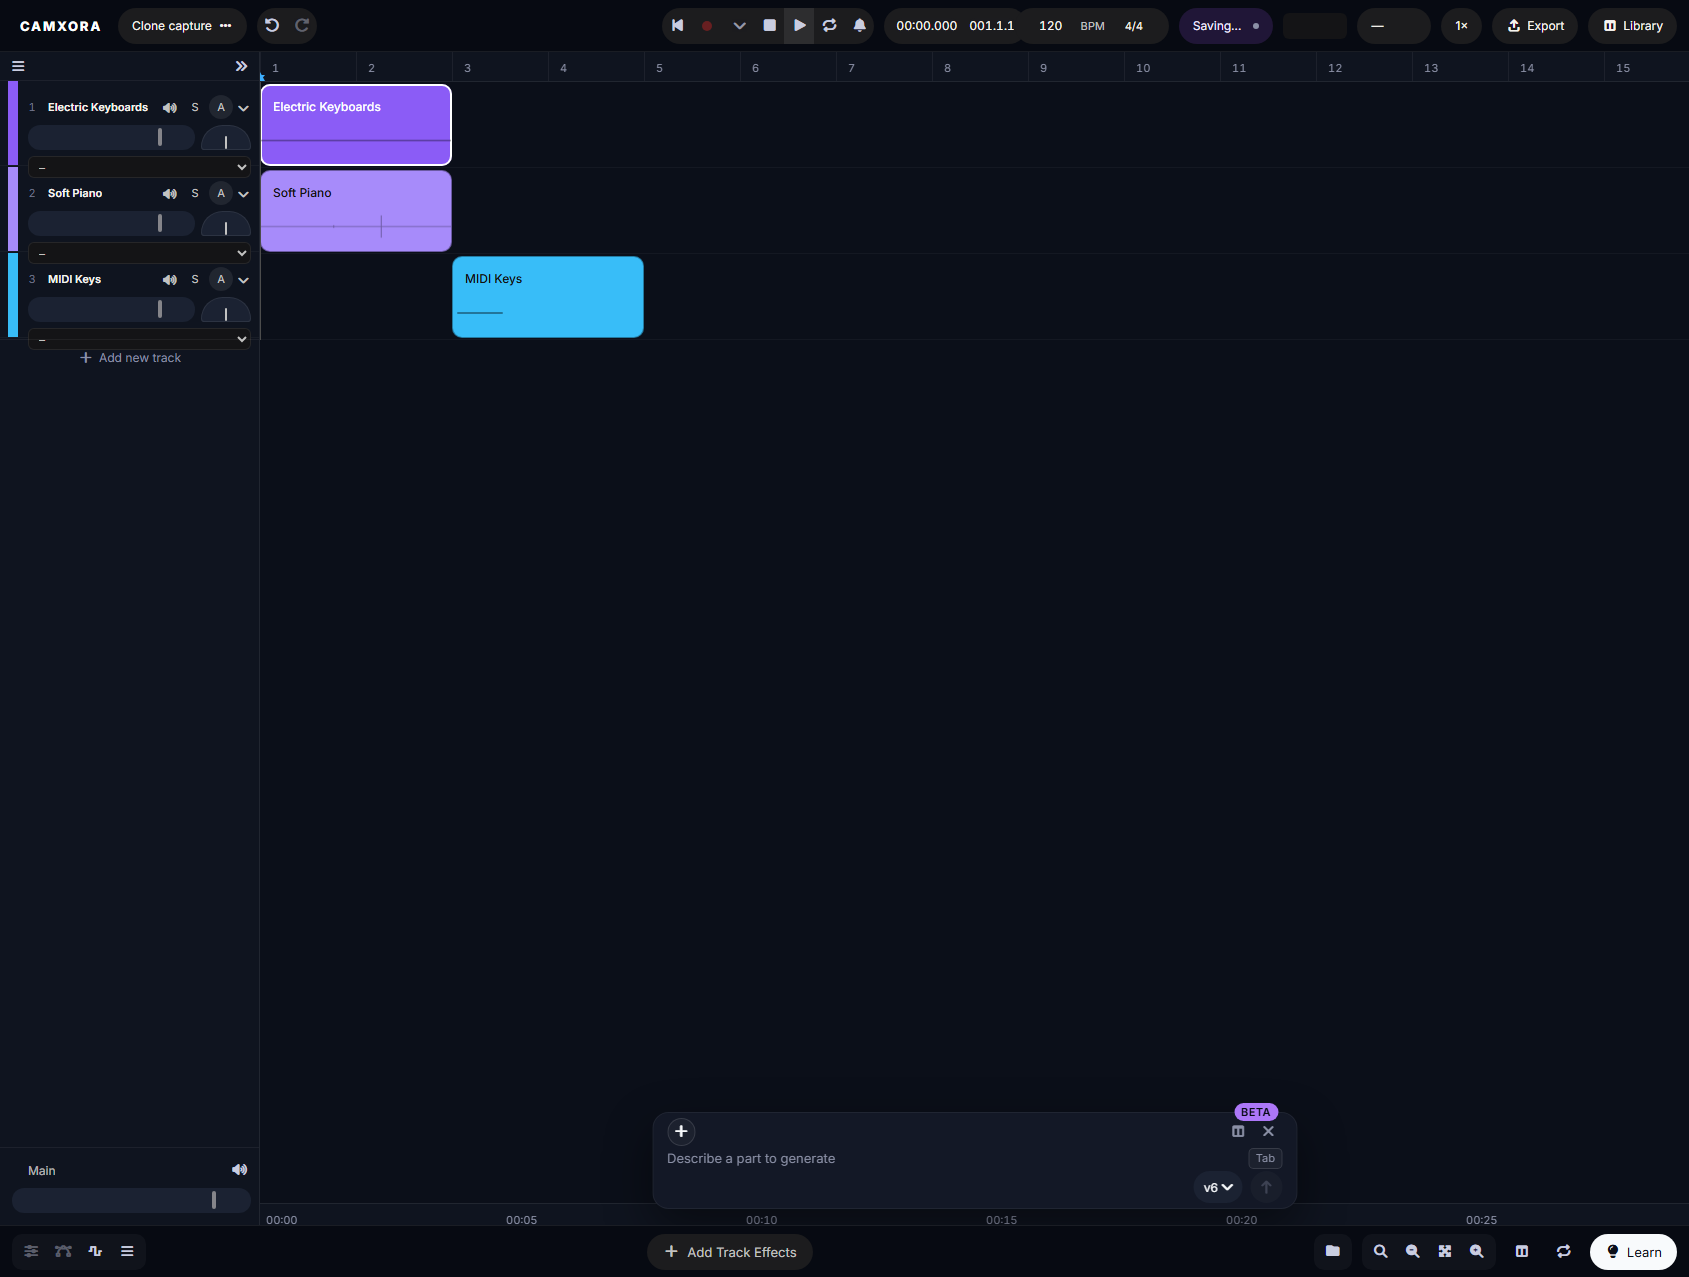 CAMXORA
Clone capture
00:00.000 001.1.1
120 BPM 4/4
Saving...
—
1×
Export
Library
1 2 3 4 5 6 7 8 9 10 11 12 13 14 15
1 Electric Keyboards S A
–
2 Soft Piano S A
–
3 MIDI Keys S A
–
Add new track
Electric Keyboards
Soft Piano
MIDI Keys
BETA
Describe a part to generate
Tab
v6
Main
00:00 00:05 00:10 00:15 00:20 00:25
Add Track Effects
Learn